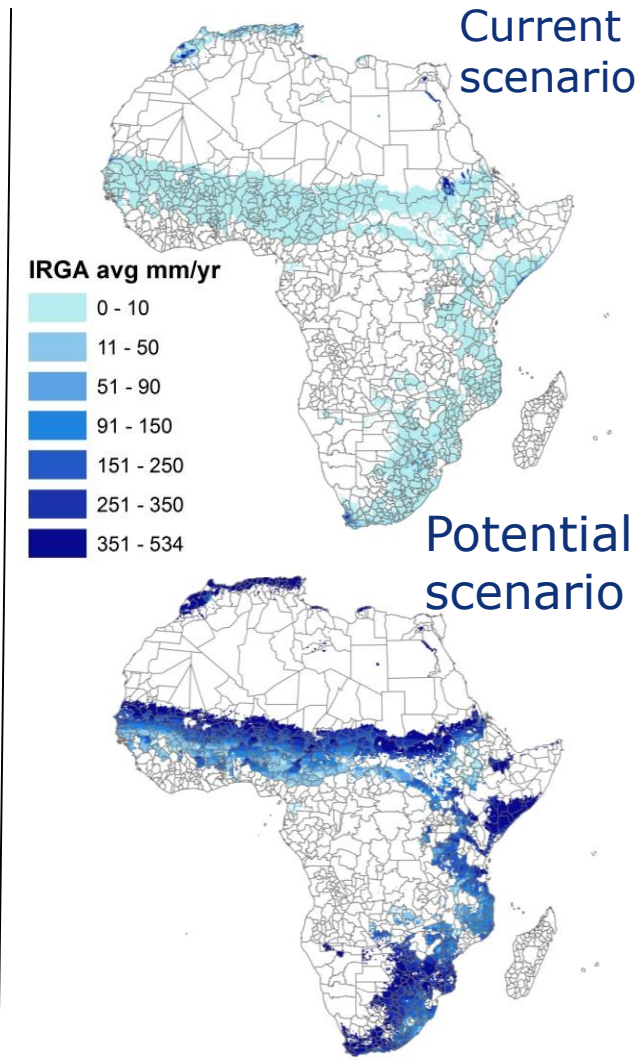 Current
scenario
IRGA avg mm/yr
0 - 10
11 - 50
51 - 90
91 - 150
151 - 250
251 - 350
351 - 534
Potential
scenario